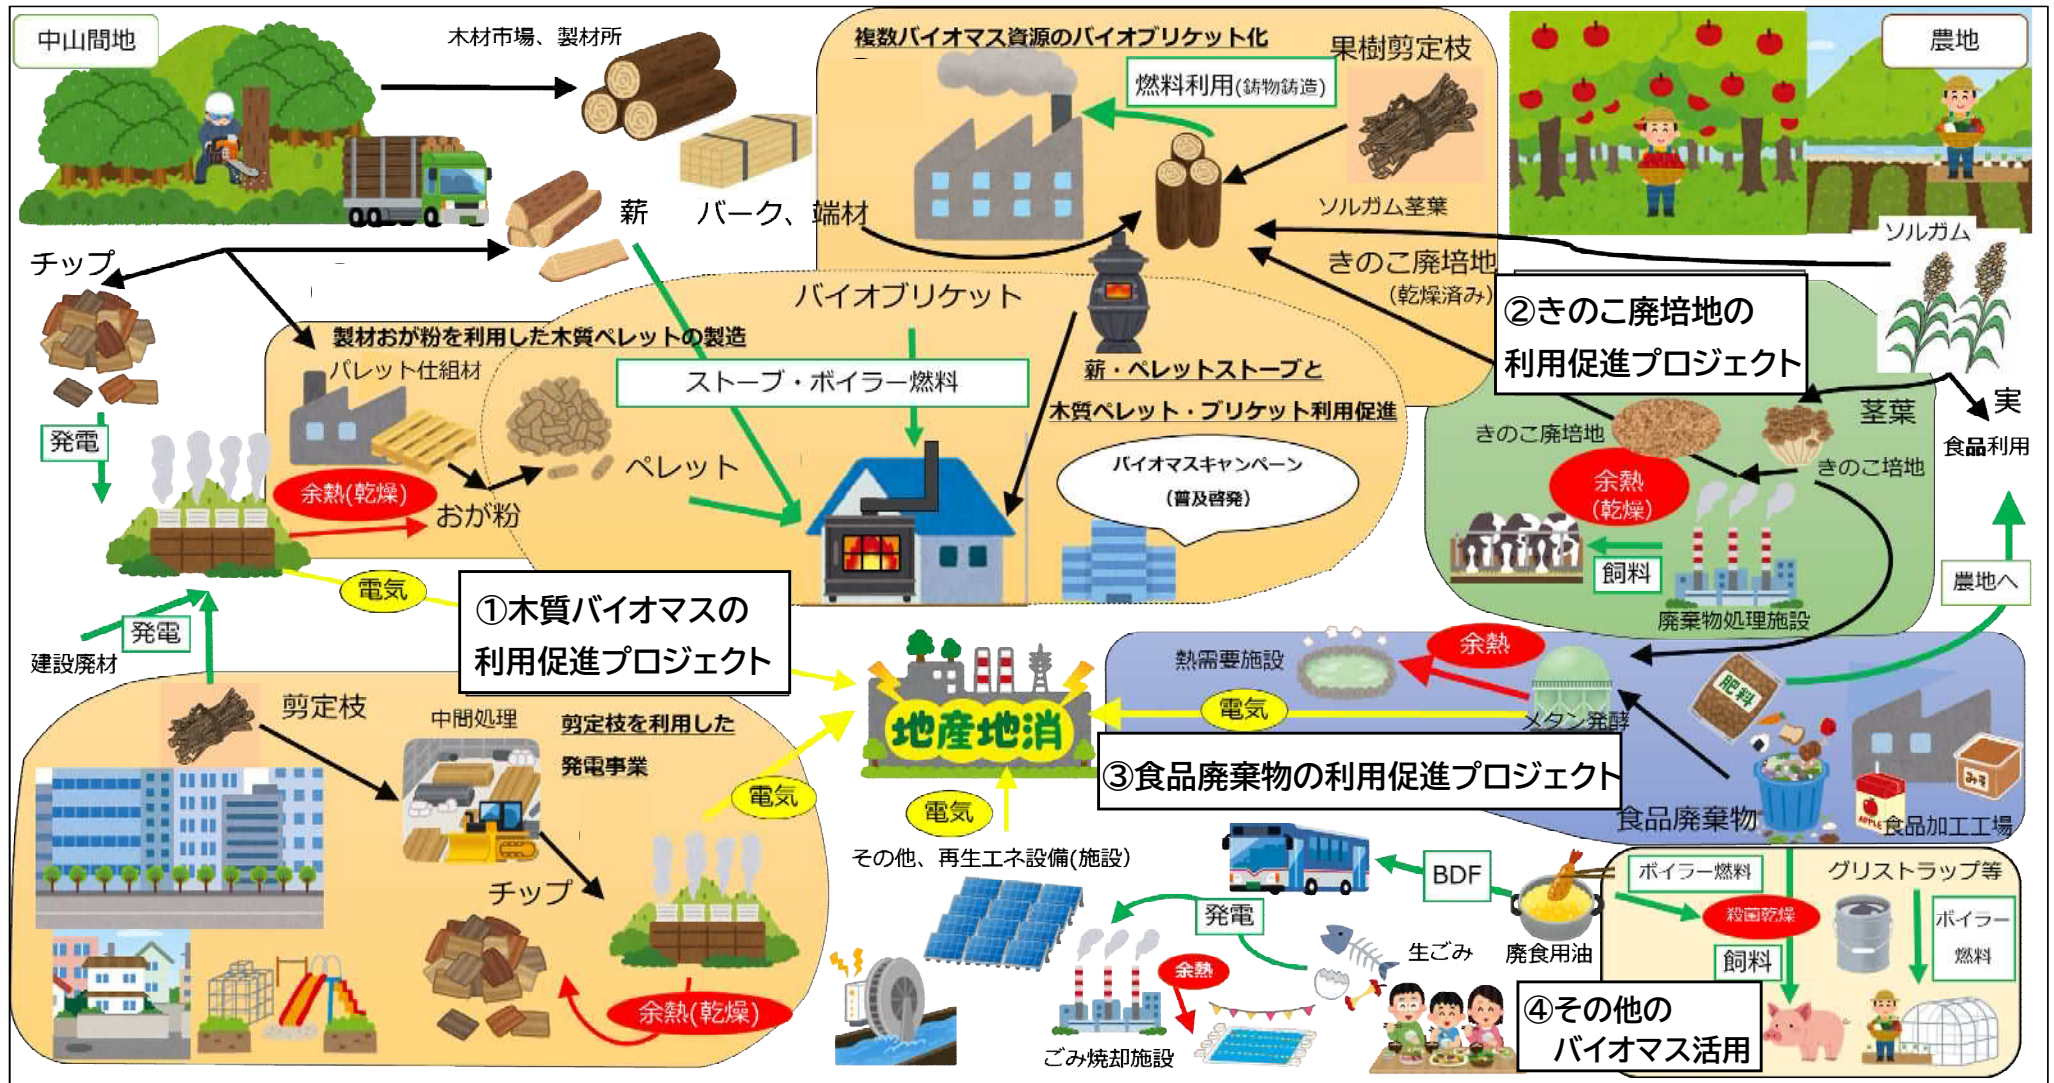 中山間地
木材市場、製材所
複数バイオマス資源のバイオブリケット化
燃料利用(鋳物鋳造)
果樹剪定枝
農地
薪
バーク、端材
ソルガム茎葉
きのこ廃培地
(乾燥済み)
ソルガム
チップ
バイオブリケット
②きのこ廃培地の
利用促進プロジェクト
製材おが粉を利用した木質ペレットの製造
パレット仕組材
ストーブ・ボイラー燃料
薪・ペレットストーブと
木質ペレット・ブリケット利用促進
茎葉
実
食品利用
発電
きのこ廃培地
きのこ培地
バイオマスキャンペーン
(普及啓発)
ペレット
余熱(乾燥)
おが粉
余熱
(乾燥)
飼料
廃棄物処理施設
農地へ
電気
①木質バイオマスの
利用促進プロジェクト
発電
建設廃材
熱需要施設
余熱
メタン発酵
肥料
電気
剪定枝
中間処理
剪定枝を利用した
発電事業
地産地消
③食品廃棄物の利用促進プロジェクト
みそ
APPLE
食品廃棄物
食品加工工場
電気
電気
その他、再生エネ設備(施設)
チップ
BDF
ボイラー燃料
グリストラップ等
殺菌乾燥
ボイラー
燃料
発電
生ごみ
廃食用油
飼料
余熱
余熱(乾燥)
ごみ焼却施設
④その他の
バイオマス活用